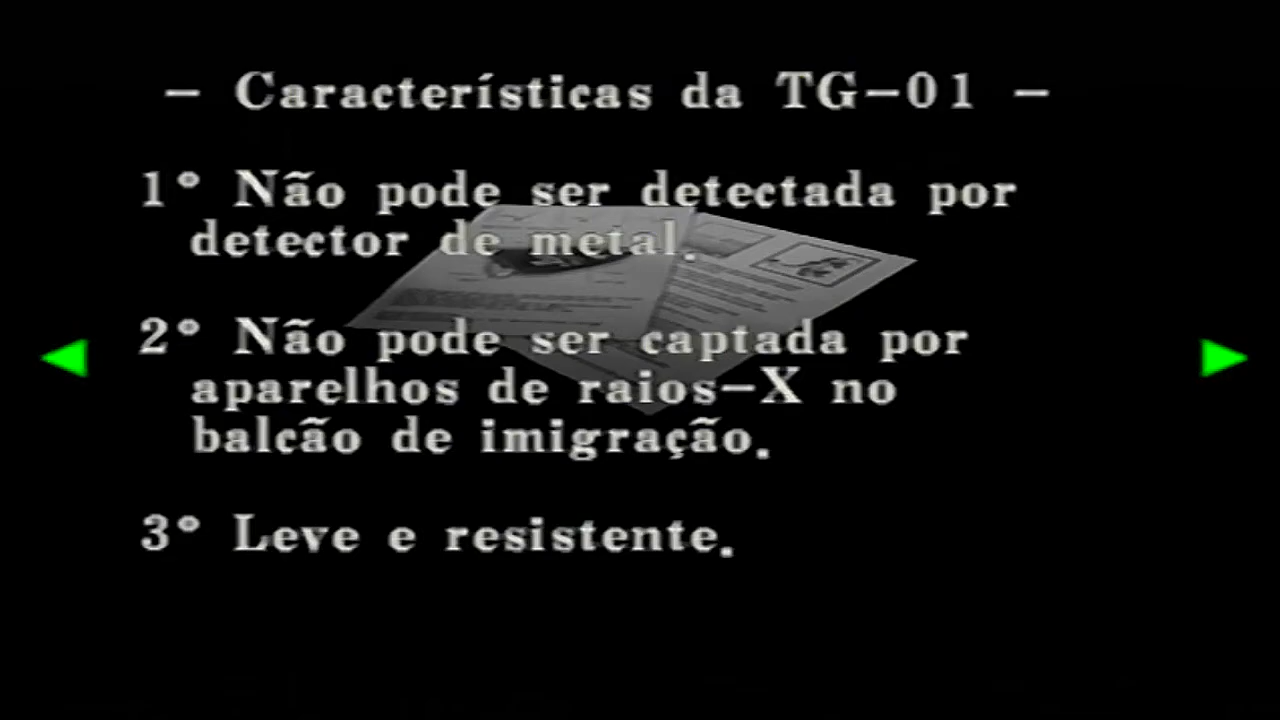 - Características da TG-01 -
1° Não pode ser detectada por
detector de metal.
2° Não pode ser captada por
aparelhos de raios-X no
balcão de imigração.
3° Leve e resistente.